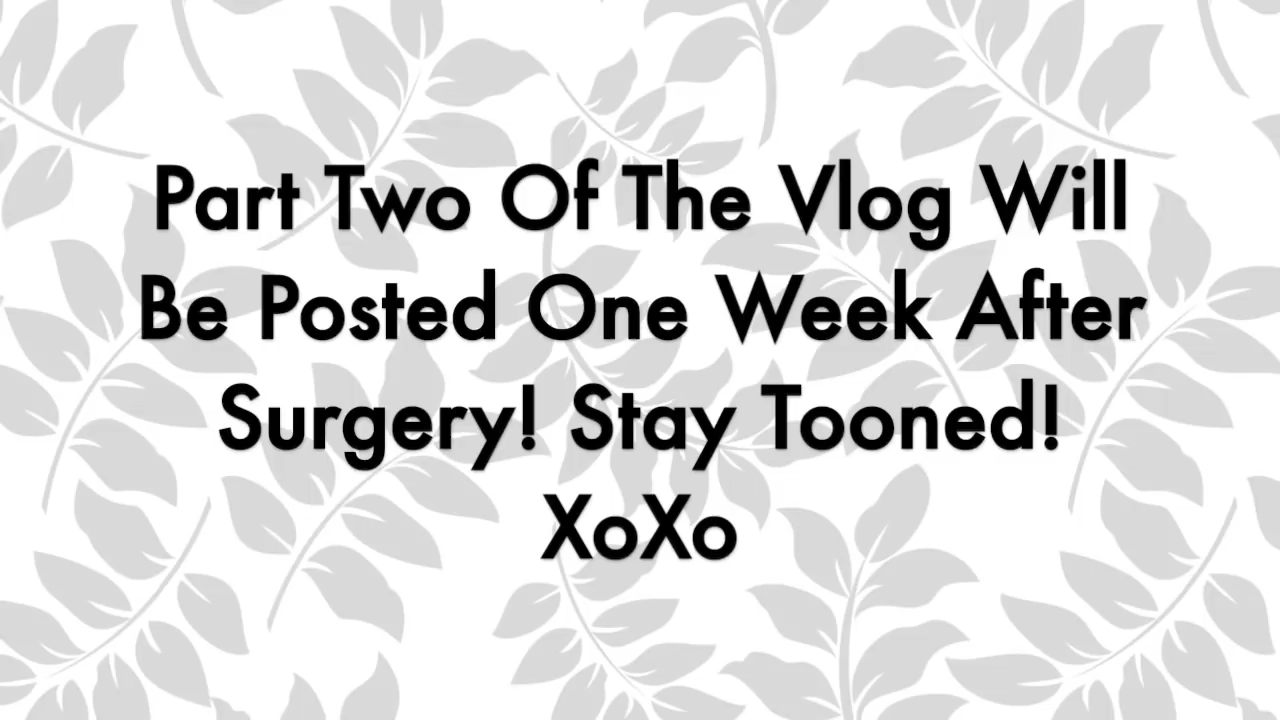 Part Two Of The Vlog Will
Be Posted One Week After
Surgery! Stay Tooned!
XoXo